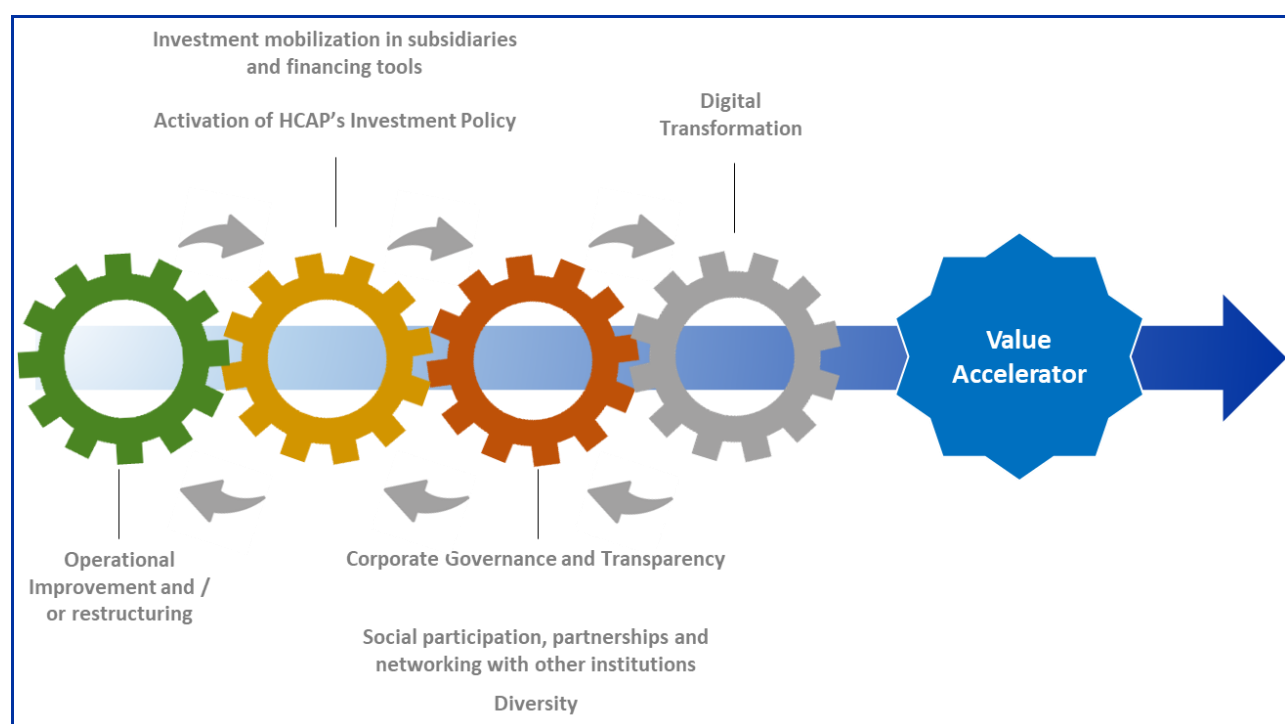 Investment mobilization in subsidiaries
and financing tools
Activation of HCAP's Investment Policy
Digital
Transformation
Value
Accelerator
Operational
Improvement and /
or restructuring
Corporate Governance and Transparency
Social participation, partnerships and
networking with other institutions
Diversity